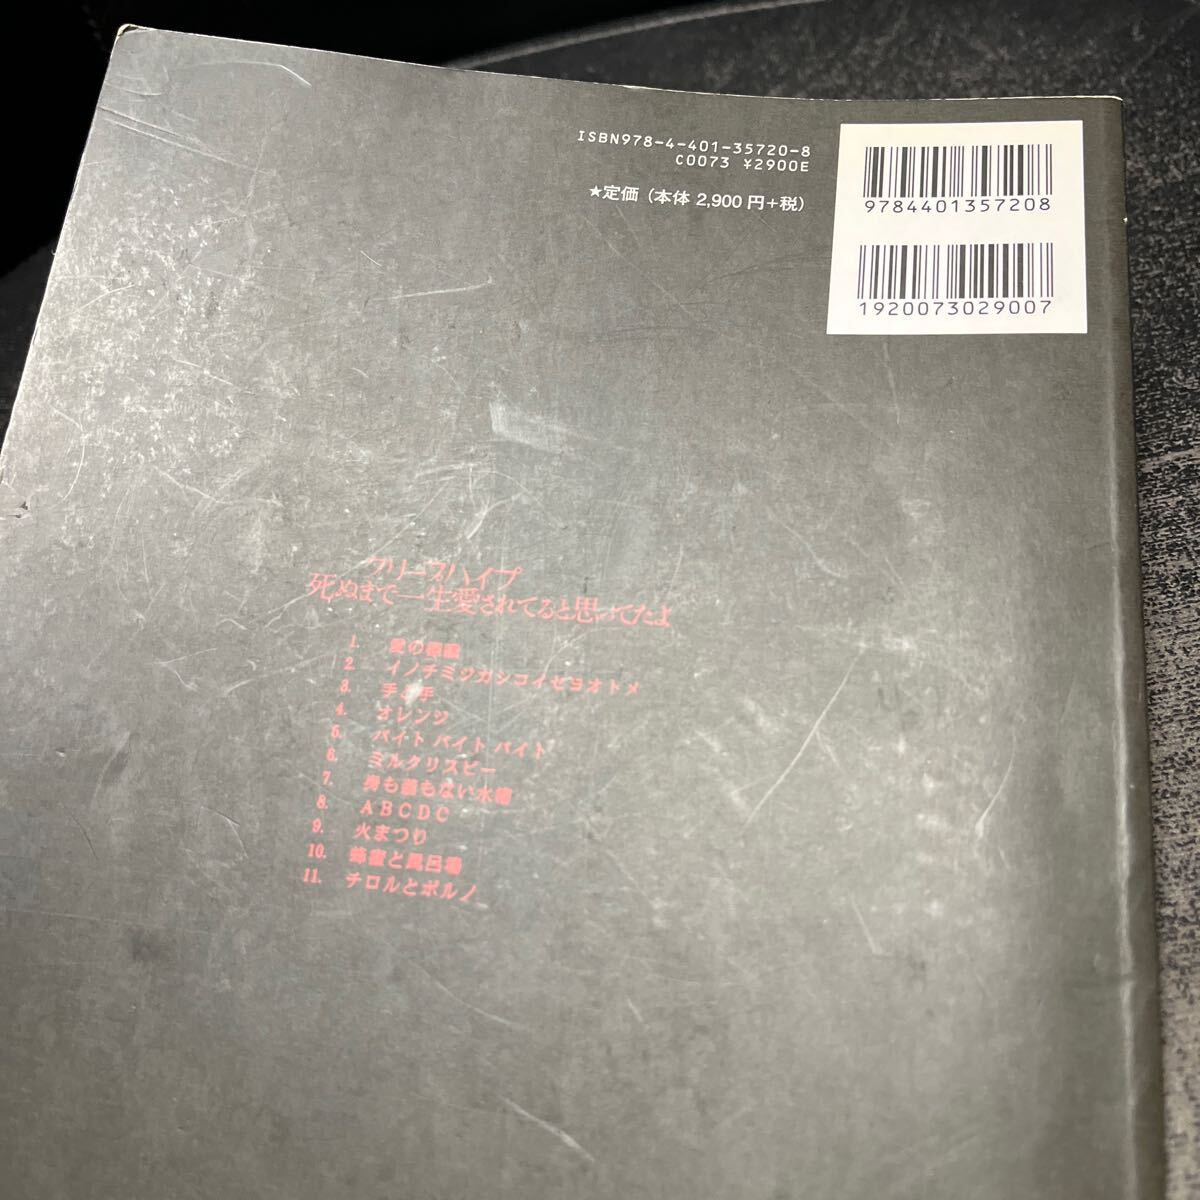 ISBN978-4-401-35720-8
C0073 ¥2900E
★定価 (本体 2,900 円+税)
9784401357208
1920073029007
クリープハイプ
死ぬまで一生愛されてると思ってたよ
1. 愛の標識
2. イノチミジカシコイセヨオトメ
3. 手と手
4. オレンジ
5. バイト バイト バイト
6. ミルクリスピー
7. 身も蓋もない水槽
8. ABCDC
9. 火まつり
10. 蜂蜜と風呂場
11. チロルとポルノ